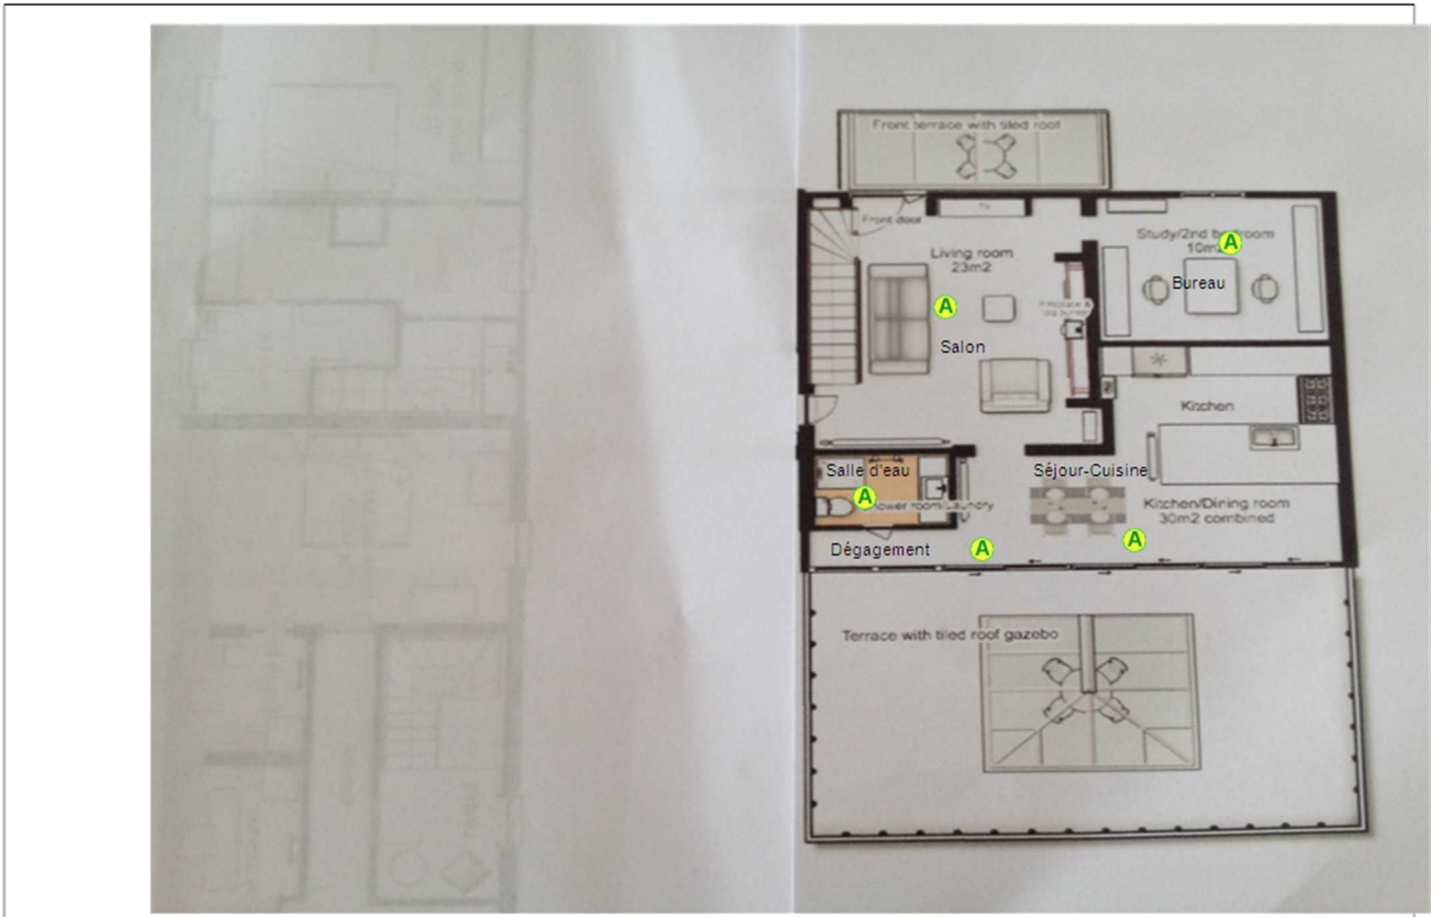 Front terrace with tiled roof
TV
Front door
Living room
23m2
Study/2nd bedroom
10m2
A
Bureau
A
Salon
Kitchen
Salle d'eau
Séjour-Cuisine
A
Kitchen/Dining room
30m2 combined
Dégagement
A
A
Terrace with tiled roof gazebo